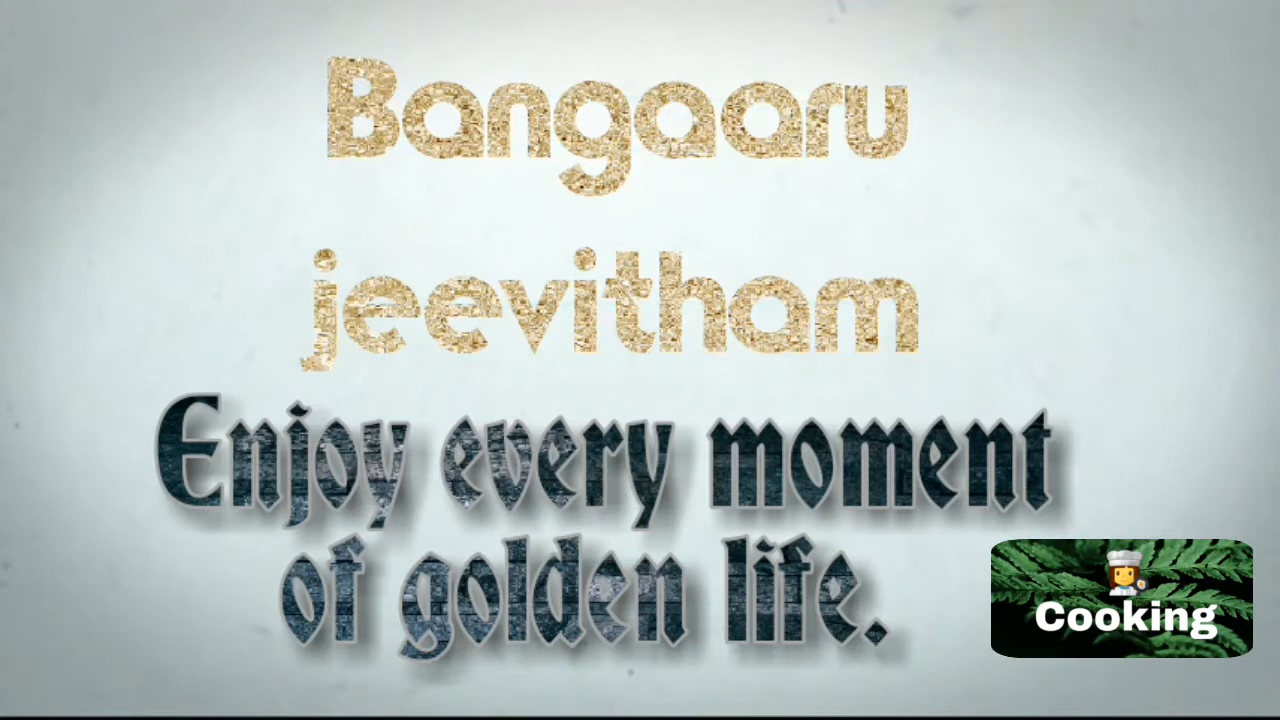 Bangaaru
jeevitham
Enjoy every moment
of golden life.
Cooking